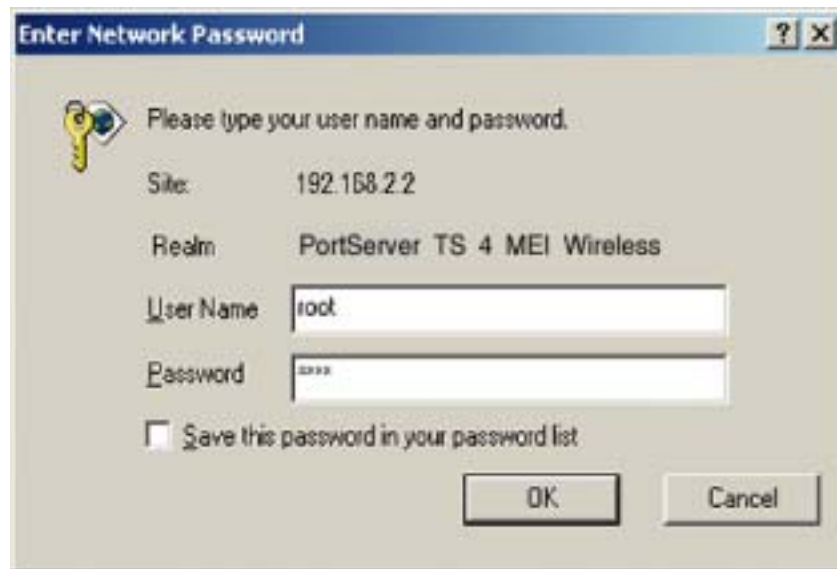 Enter Network Password
Please type your user name and password.
Site: 192.168.2.2
Realm PortServer TS 4 MEI Wireless
User Name root
Password ****
Save this password in your password list
OK Cancel